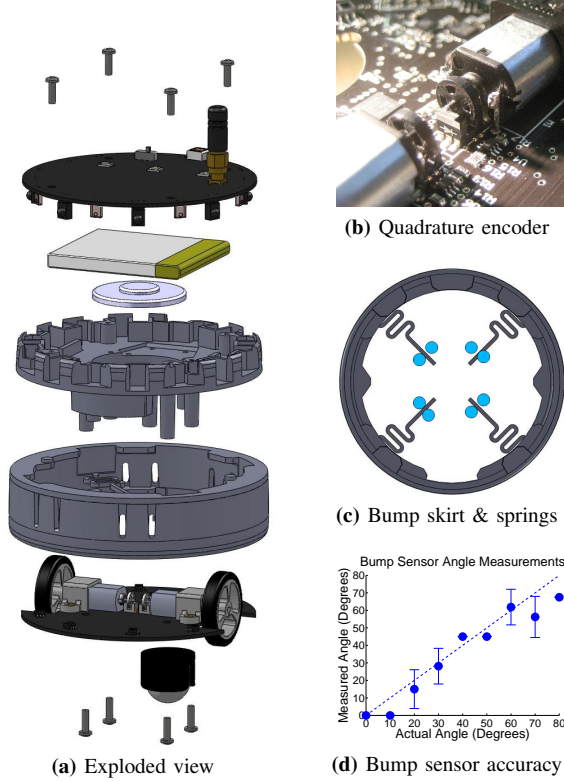 (b) Quadrature encoder
(c) Bump skirt & springs
Bump Sensor Angle Measurements
Measured Angle (Degrees)
80
70
60
50
40
30
20
10
0
0 10 20 30 40 50 60 70 80
Actual Angle (Degrees)
(a) Exploded view
(d) Bump sensor accuracy